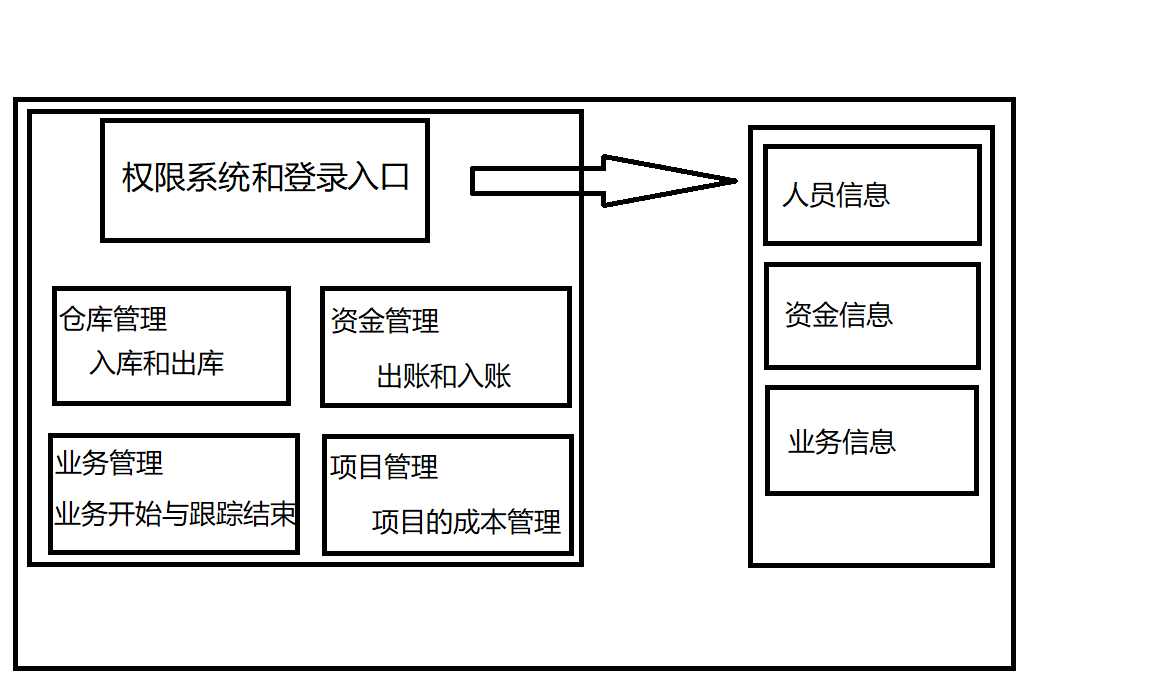 权限系统和登录入口
仓库管理
入库和出库
资金管理
出账和入账
业务管理
业务开始与跟踪结束
项目管理
项目的成本管理
人员信息
资金信息
业务信息